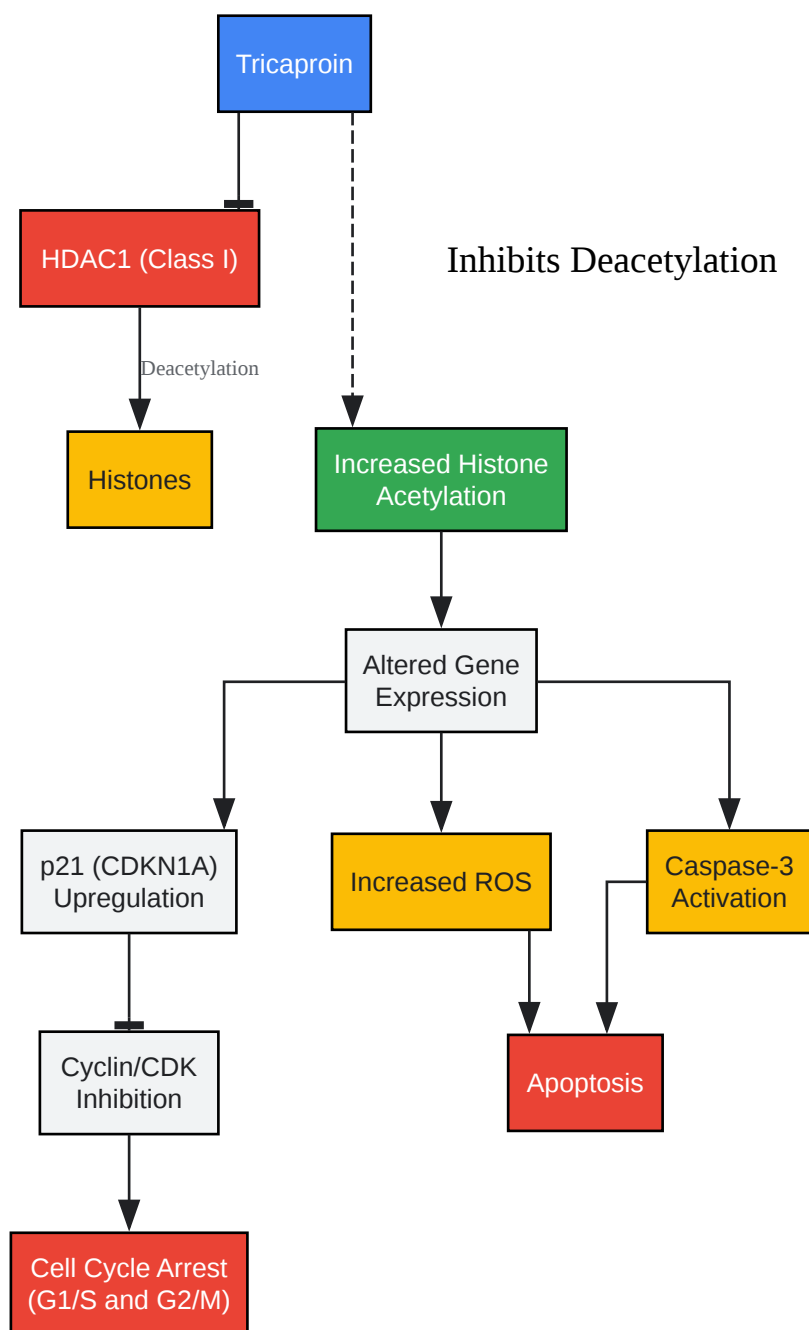 Tricaproin
HDAC1 (Class I)
Inhibits Deacetylation
Deacetylation
Histones
Increased Histone
Acetylation
Altered Gene
Expression
p21 (CDKN1A)
Upregulation
Increased ROS
Caspase-3
Activation
Cyclin/CDK
Inhibition
Apoptosis
Cell Cycle Arrest
(G1/S and G2/M)